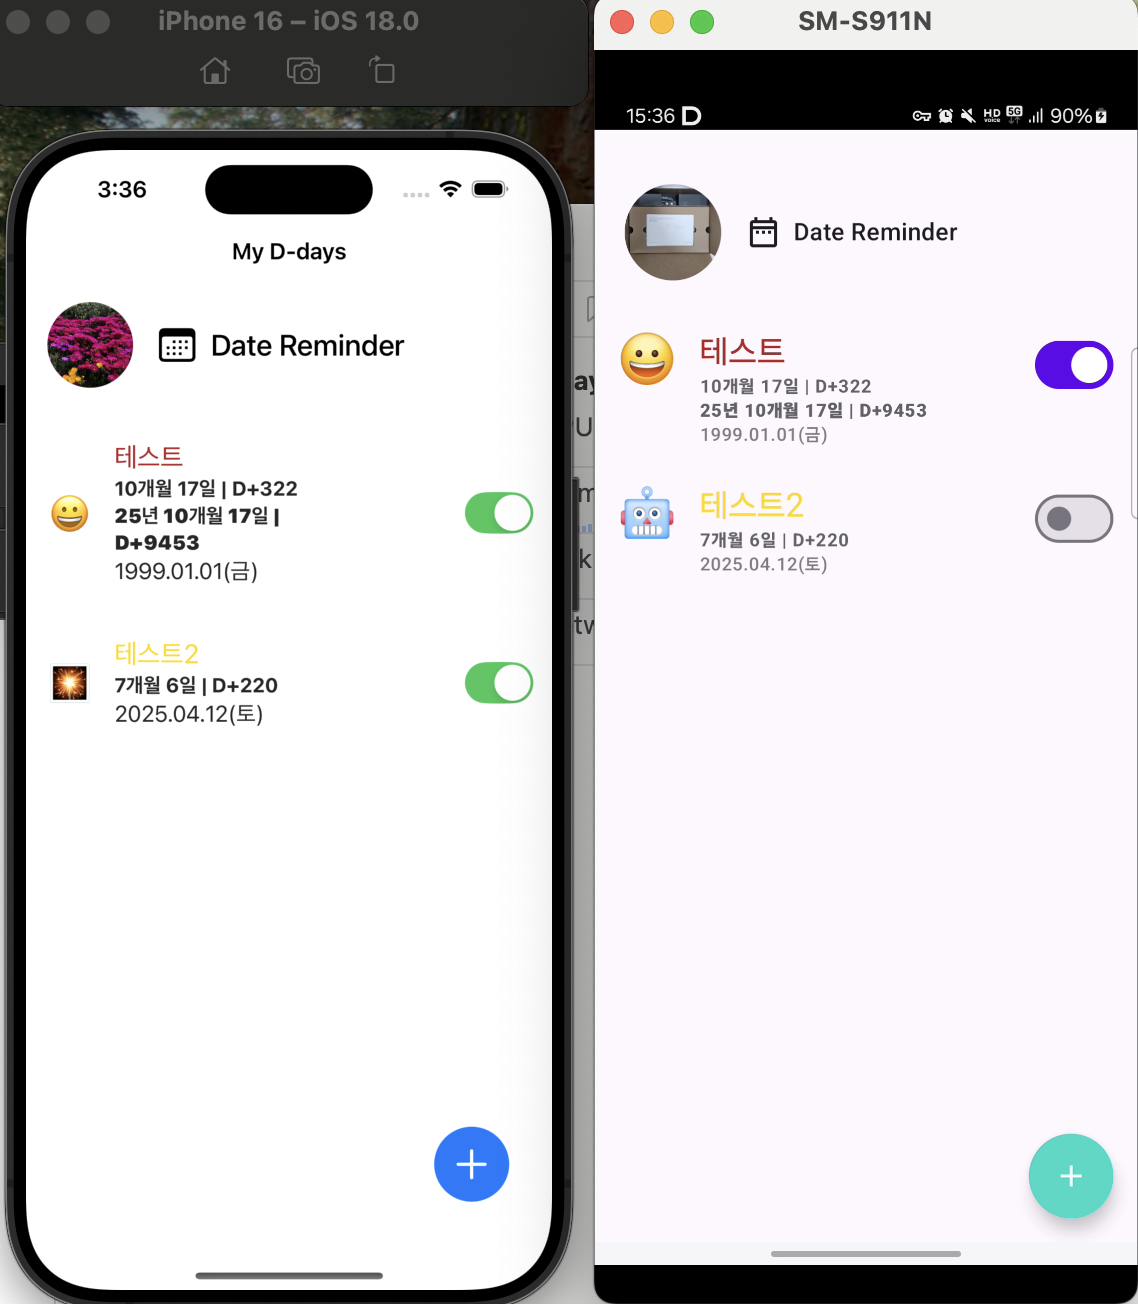 iPhone 16 – iOS 18.0
3:36
My D-days
Date Reminder
테스트
10개월 17일 | D+322
25년 10개월 17일 |
D+9453
1999.01.01(금)
테스트2
7개월 6일 | D+220
2025.04.12(토)
SM-S911N
15:36 D
HD voice 5G 90%
Date Reminder
테스트
10개월 17일 | D+322
25년 10개월 17일 | D+9453
1999.01.01(금)
테스트2
7개월 6일 | D+220
2025.04.12(토)